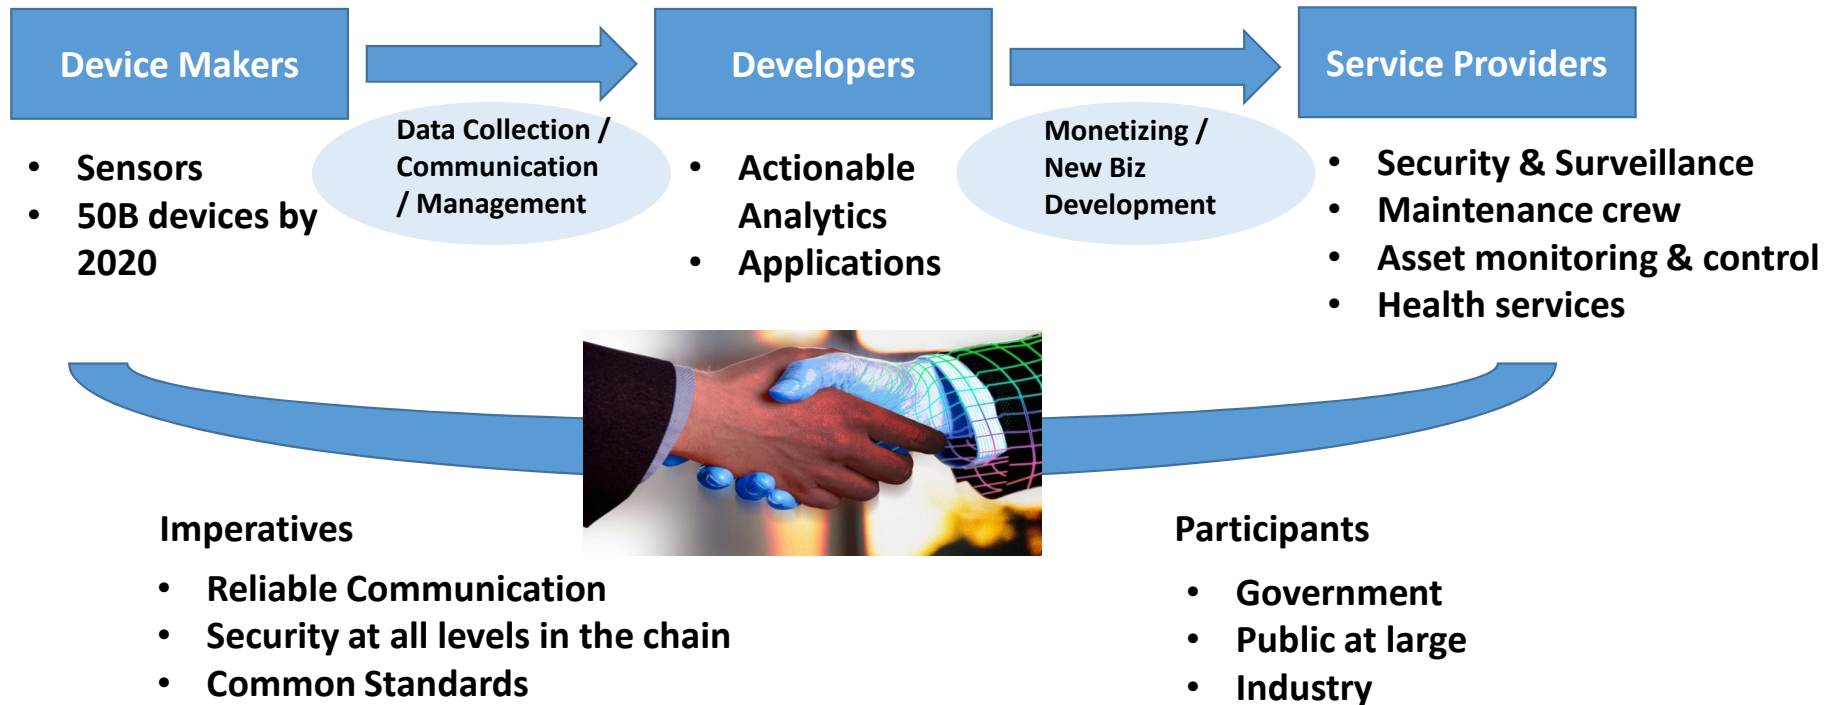 Device Makers
Developers
Service Providers
Data Collection /
Communication
/ Management
Monetizing /
New Biz
Development
• Sensors
• 50B devices by
2020
• Actionable
Analytics
• Applications
• Security & Surveillance
• Maintenance crew
• Asset monitoring & control
• Health services
Imperatives
• Reliable Communication
• Security at all levels in the chain
• Common Standards
Participants
• Government
• Public at large
• Industry